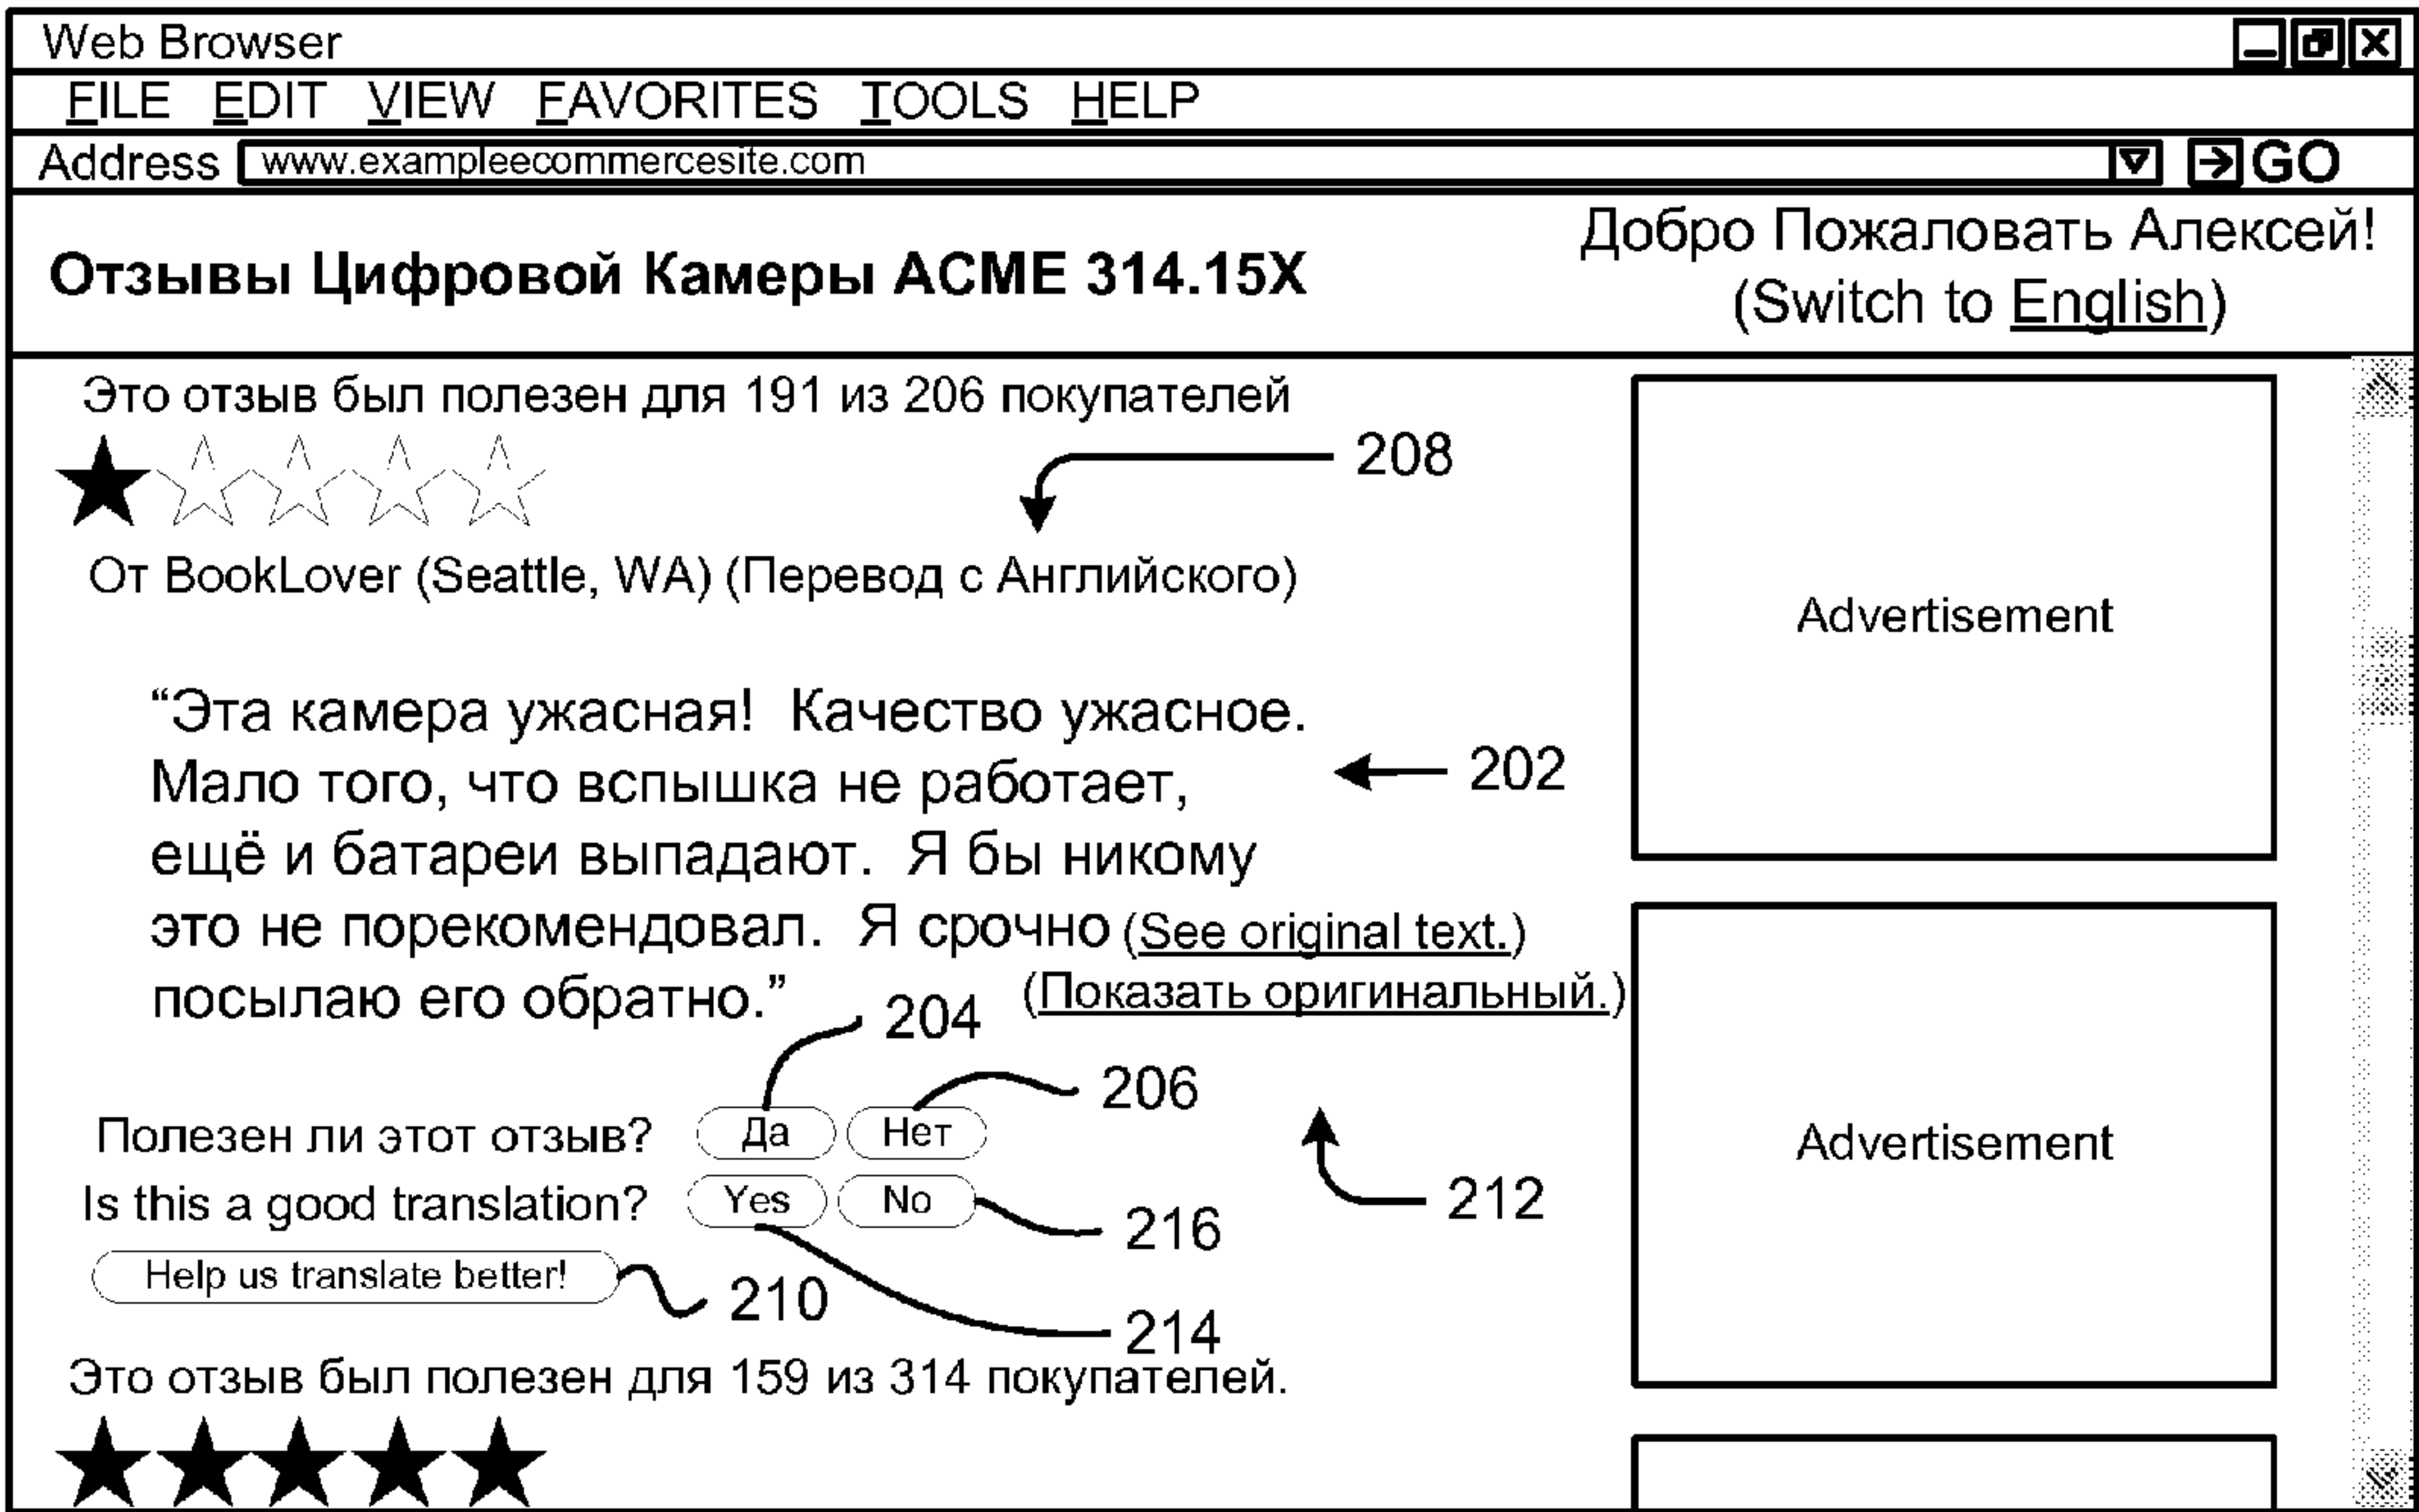 Web Browser
FILE EDIT VIEW FAVORITES TOOLS HELP
Address www.exampleecommercesite.com GO
Отзывы Цифровой Камеры ACME 314.15X
Добро Пожаловать Алексей!
(Switch to English)
Это отзыв был полезен для 191 из 206 покупателей
208
От BookLover (Seattle, WA) (Перевод с Английского)
“Эта камера ужасная! Качество ужасное.
Мало того, что вспышка не работает,
ещё и батареи выпадают. Я бы никому
это не порекомендовал. Я срочно (See original text.)
посылаю его обратно.” (Показать оригинальный.)
202
204
206
Полезен ли этот отзыв? Да Нет
Is this a good translation? Yes No
212
216
Help us translate better!
210
214
Это отзыв был полезен для 159 из 314 покупателей.
Advertisement
Advertisement